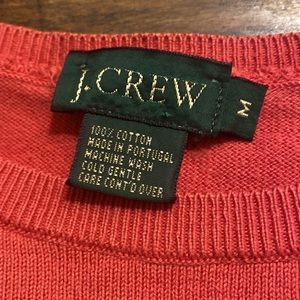 J.CREW
M
100% COTTON
MADE IN PORTUGAL
MACHINE WASH
COLD GENTLE
CARE CONT'D OVER